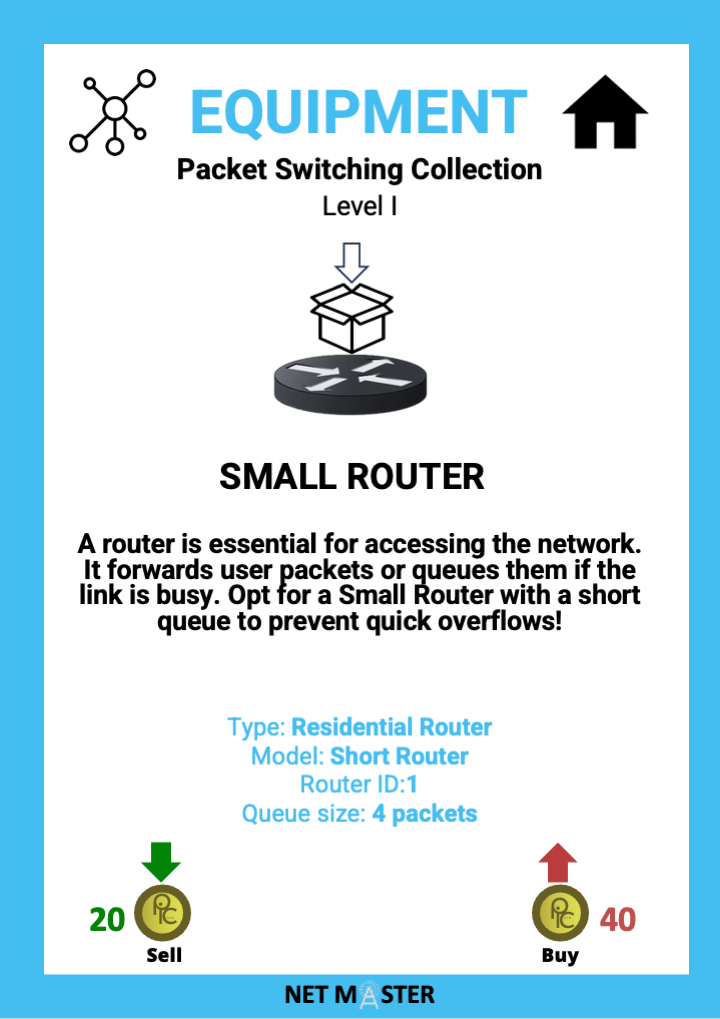 EQUIPMENT
Packet Switching Collection
Level I
SMALL ROUTER
A router is essential for accessing the network.
It forwards user packets or queues them if the
link is busy. Opt for a Small Router with a short
queue to prevent quick overflows!
Type: Residential Router
Model: Short Router
Router ID:1
Queue size: 4 packets
20
Sell
40
Buy
NET MASTER